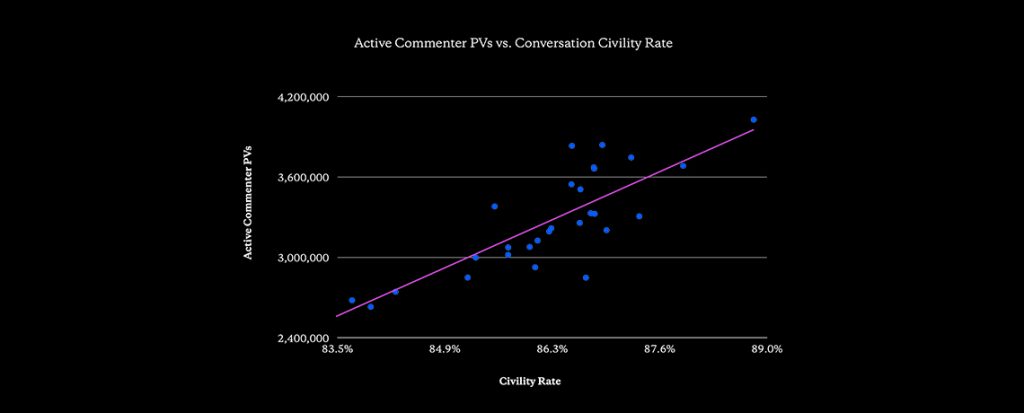 Active Commenter PVs vs. Conversation Civility Rate
4,200,000
3,600,000
Active Commenter PVs
3,000,000
2,400,000
83.5% 84.9% 86.3% 87.6% 89.0%
Civility Rate